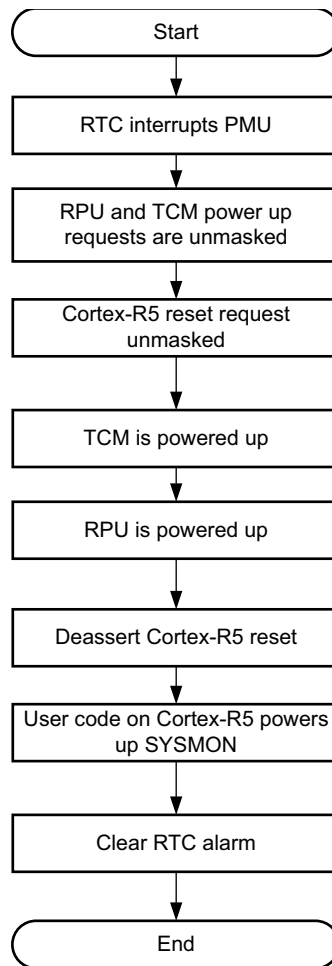 Start
RTC interrupts PMU
RPU and TCM power up
requests are unmasked
Cortex-R5 reset request
unmasked
TCM is powered up
RPU is powered up
Deassert Cortex-R5 reset
User code on Cortex-R5 powers
up SYSMON
Clear RTC alarm
End